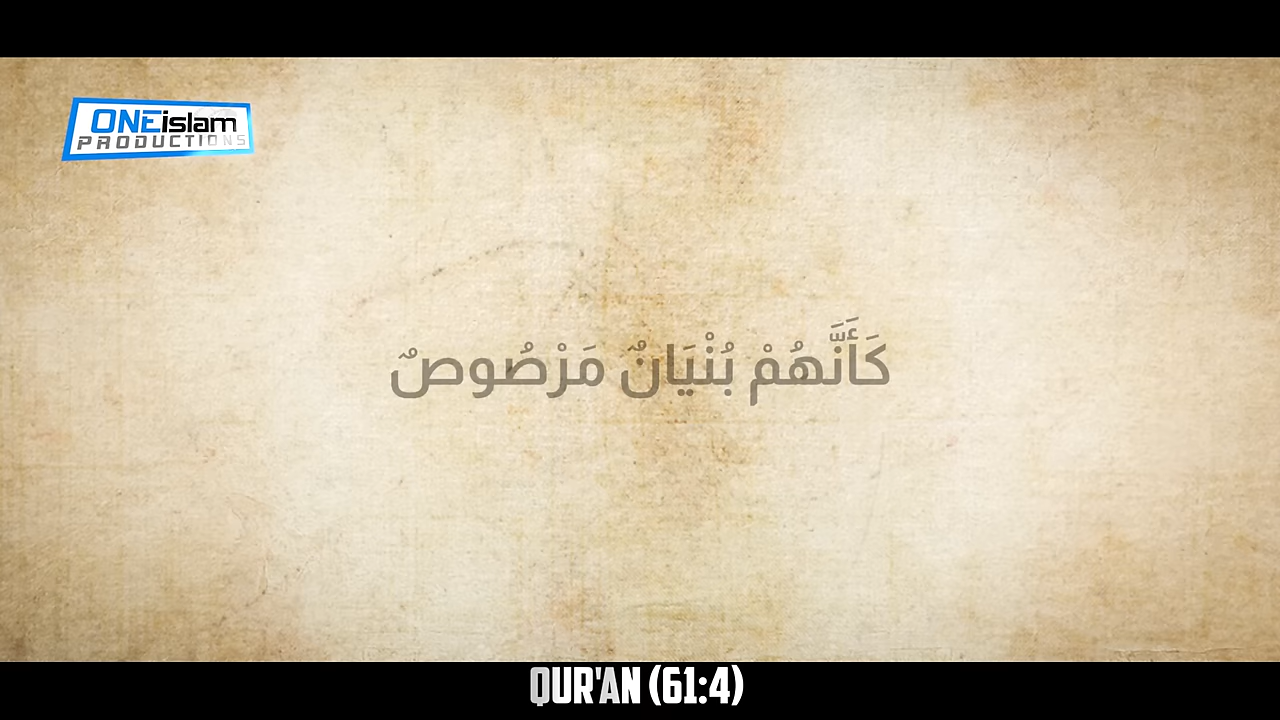 ONEislam
PRODUCTIONS
كَأَنَّهُمْ بُنْيَانٌ مَرْصُوصٌ
QUR'AN (61:4)